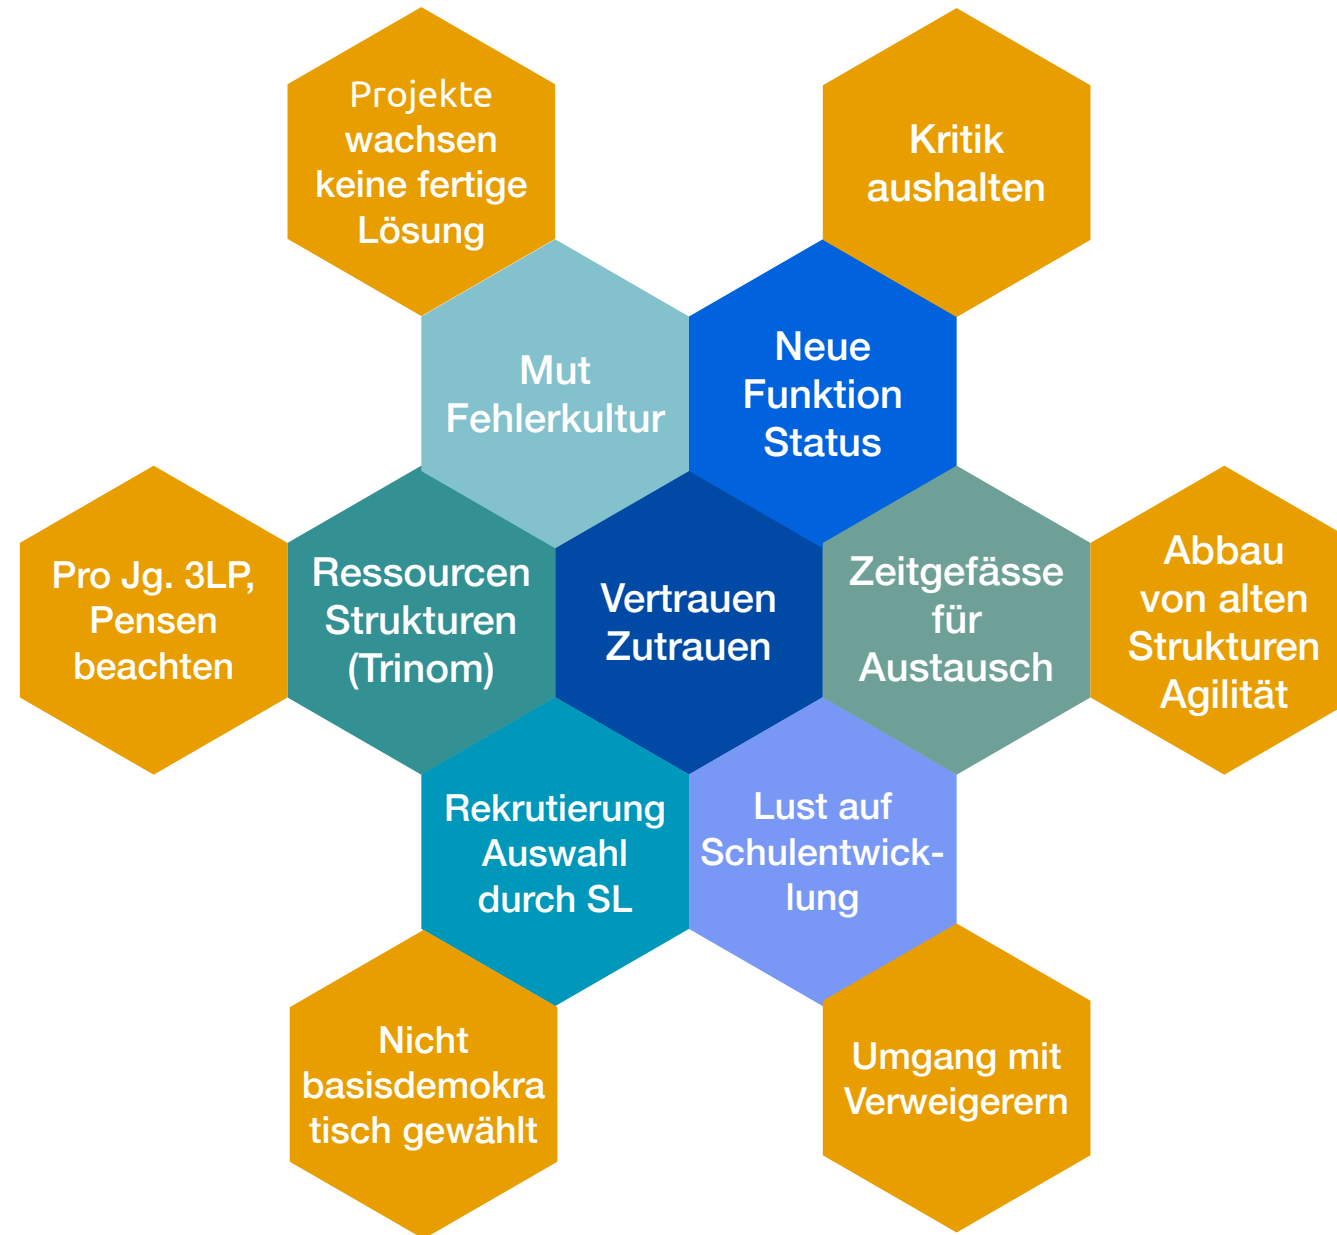 Projekte
wachsen
keine fertige
Lösung
Kritik
aushalten
Mut
Fehlerkultur
Neue
Funktion
Status
Pro Jg. 3LP,
Pensen
beachten
Ressourcen
Strukturen
(Trinom)
Vertrauen
Zutrauen
Zeitgefässe
für
Austausch
Abbau
von alten
Strukturen
Agilität
Rekrutierung
Auswahl
durch SL
Lust auf
Schulentwick-
lung
Nicht
basisdemokra
tisch gewählt
Umgang mit
Verweigerern